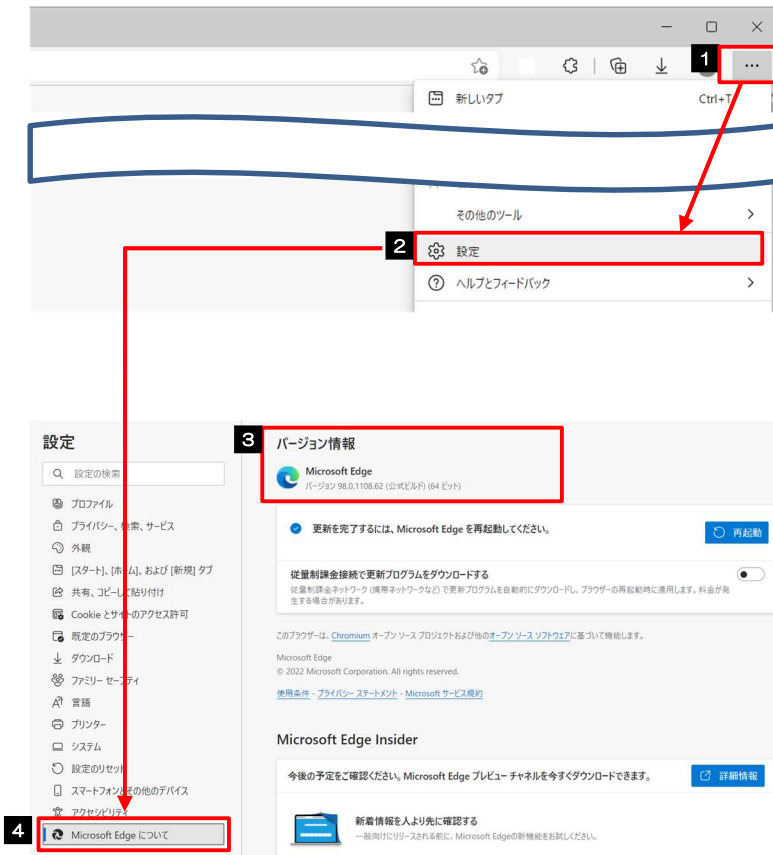 1
新しいタブ Ctrl+T
その他のツール
2
設定
ヘルプとフィードバック
設定
設定の検索
プロファイル
プライバシー、検索、サービス
外観
[スタート]、[ホーム]、および [新規] タブ
共有、コピーして貼り付け
Cookie とサイトのアクセス許可
既定のブラウザー
ダウンロード
ファミリー セーフティ
言語
プリンター
システム
設定のリセット
スマートフォンとその他のデバイス
アクセシビリティ
4
Microsoft Edge について
3
バージョン情報
Microsoft Edge
バージョン 98.0.1108.62 (公式ビルド) (64 ビット)
更新を完了するには、Microsoft Edge を再起動してください。
再起動
従量制課金接続で更新プログラムをダウンロードする
従量制課金ネットワーク (携帯ネットワークなど) で更新プログラムを自動的にダウンロードし、ブラウザーの再起動時に適用します。料金が発
生する場合があります。
このブラウザーは、Chromium オープン ソース プロジェクトおよび他のオープン ソース ソフトウェアに基づいて機能します。
Microsoft Edge
© 2022 Microsoft Corporation. All rights reserved.
使用条件 - プライバシー ステートメント - Microsoft サービス規約
Microsoft Edge Insider
今後の予定をご確認ください。Microsoft Edge プレビュー チャネルを今すぐダウンロードできます。
詳細情報
新着情報を人より先に確認する
一般向けにリリースされる前に、Microsoft Edgeの新機能をお試しください。